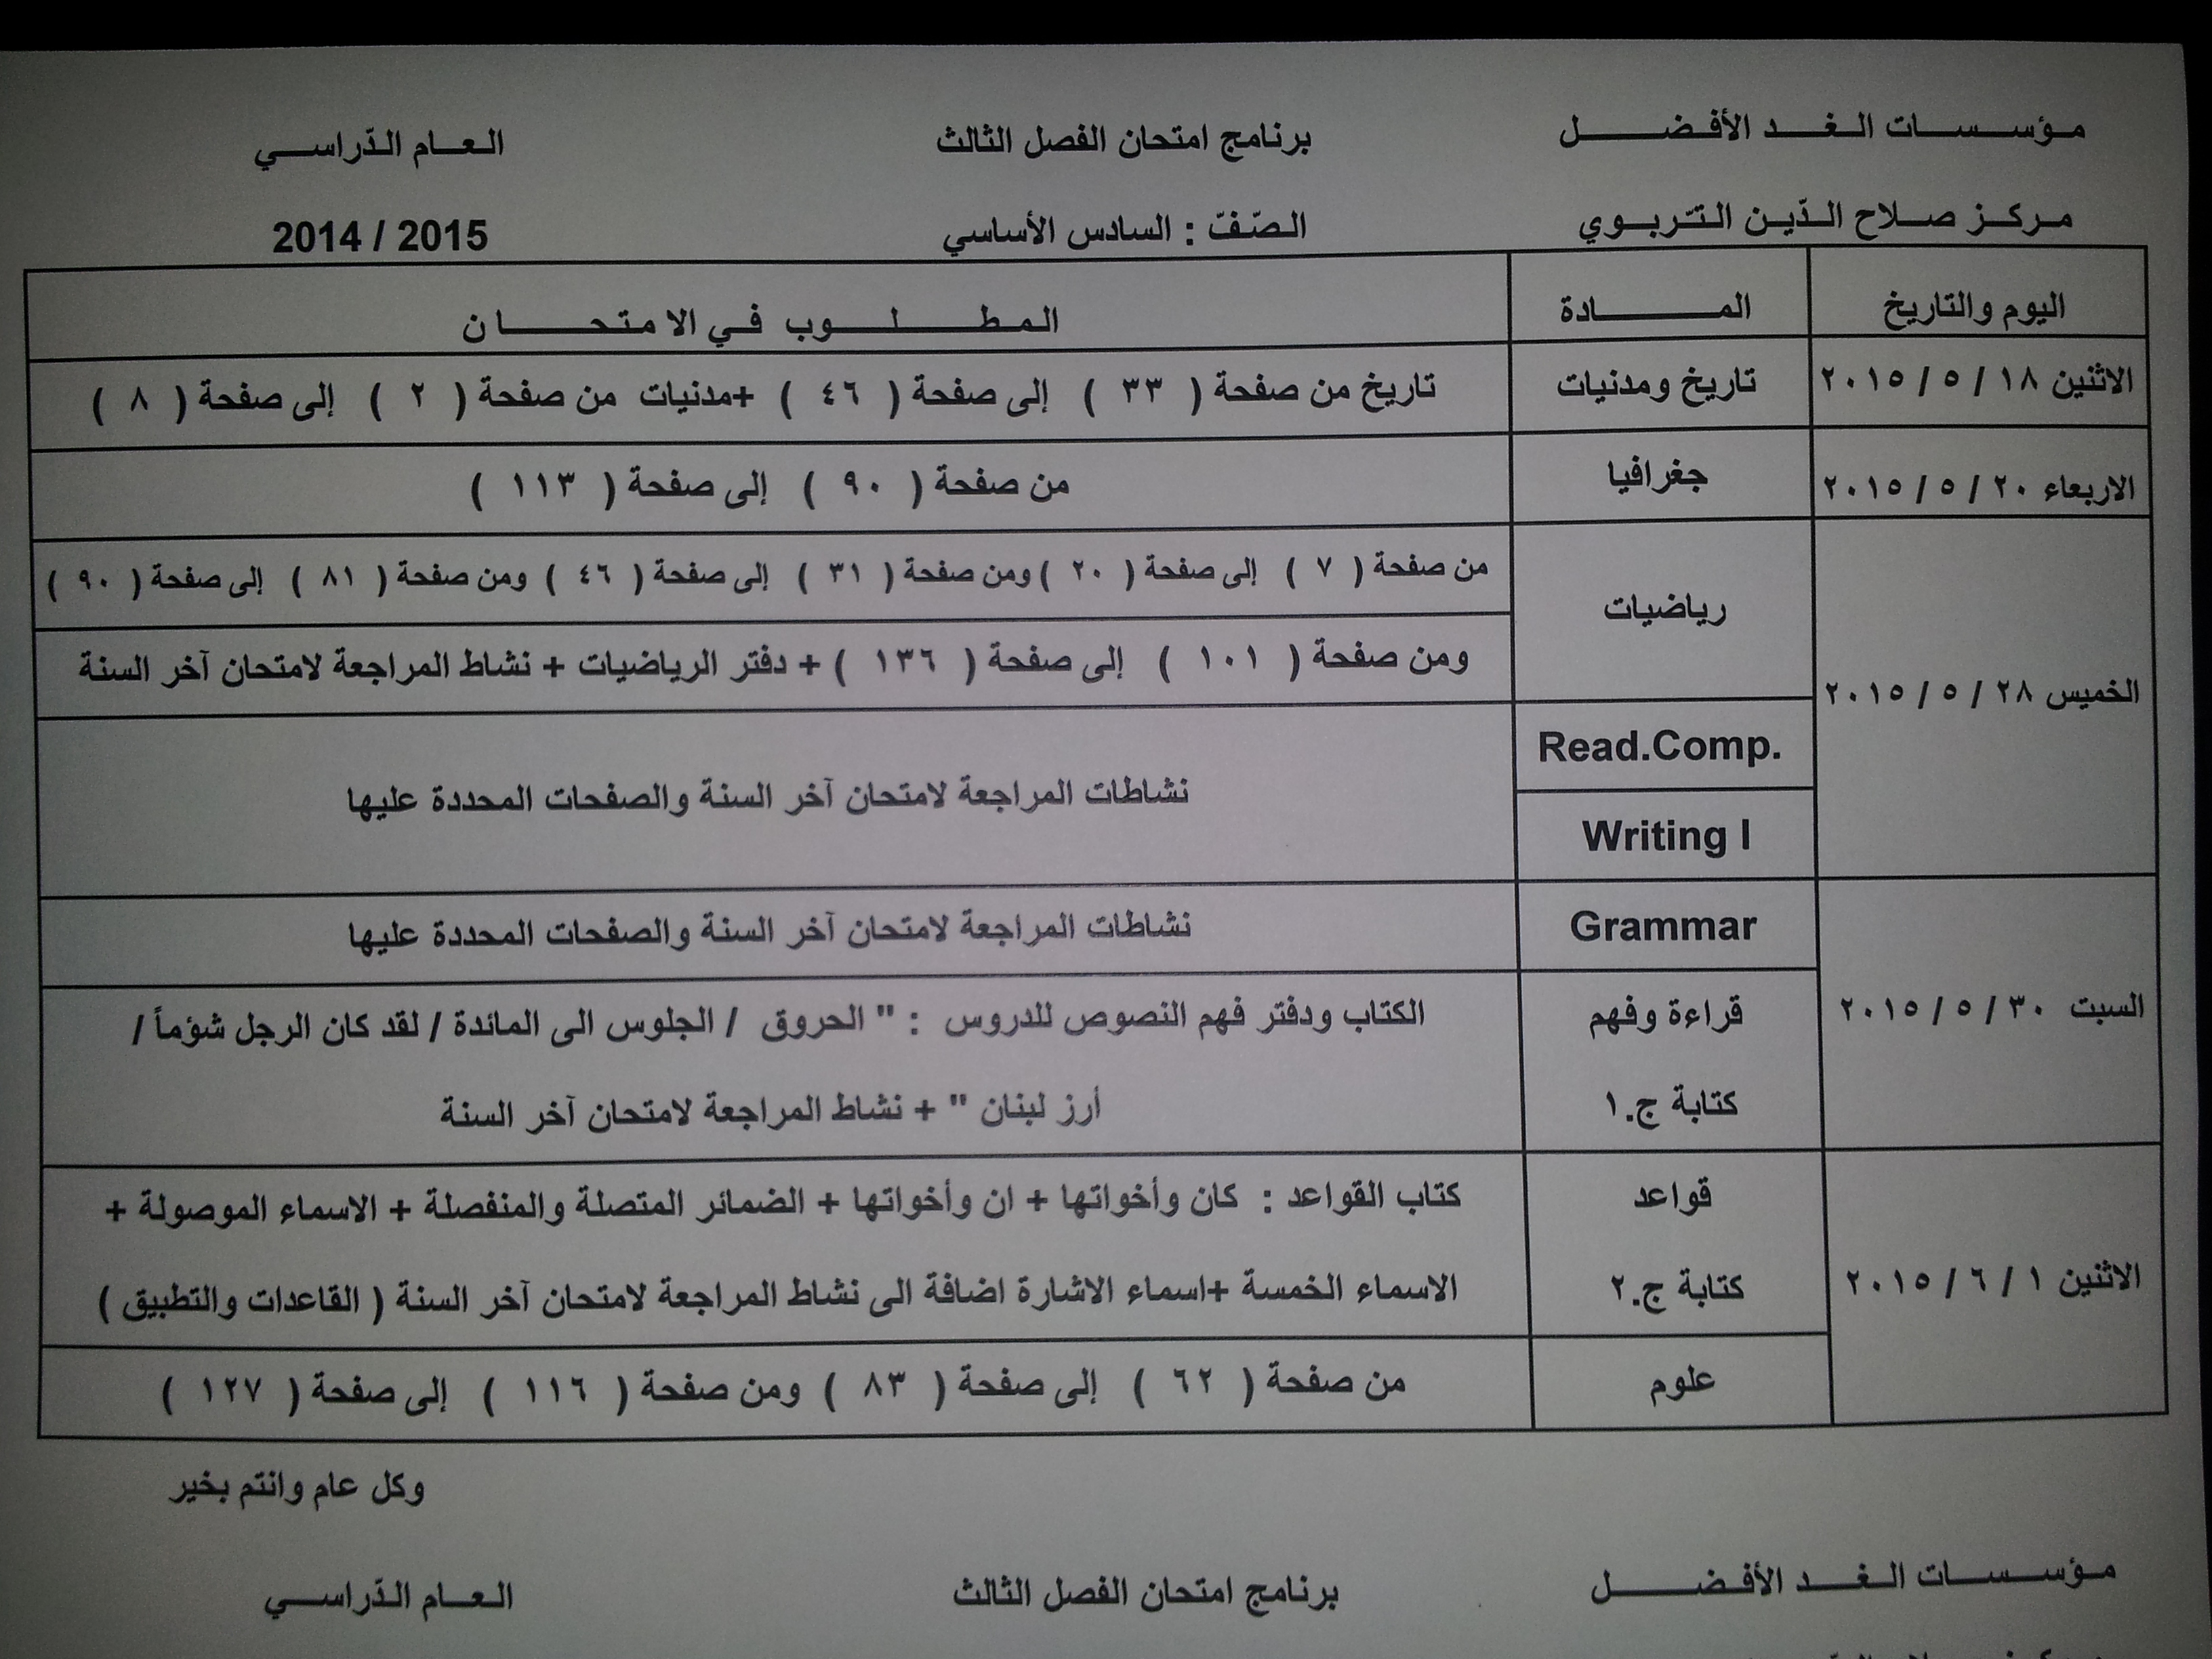 مؤسسات الغد الأفضل
برنامج امتحان الفصل الثالث
العام الدّراسي
مركز صلاح الدّين التّربوي
الصّفّ : السادس الأساسي
2014 / 2015
اليوم والتاريخ
المادة
المطلوب في الامتحان
الاثنين ١٨ / ٥ / ٢٠١٥
تاريخ ومدنيات
تاريخ من صفحة ( ٣٣ ) إلى صفحة ( ٤٦ ) +مدنيات من صفحة ( ٢ ) إلى صفحة ( ٨ )
الاربعاء ٢٠ / ٥ / ٢٠١٥
جغرافيا
من صفحة ( ٩٠ ) إلى صفحة ( ١١٣ )
الخميس ٢٨ / ٥ / ٢٠١٥
رياضيات
من صفحة ( ٧ ) إلى صفحة ( ٢٠ ) ومن صفحة ( ٣١ ) إلى صفحة ( ٤٦ ) ومن صفحة ( ٨١ ) إلى صفحة ( ٩٠ )
ومن صفحة ( ١٠١ ) إلى صفحة ( ١٣٦ ) + دفتر الرياضيات + نشاط المراجعة لامتحان آخر السنة
Read.Comp.
Writing I
نشاطات المراجعة لامتحان آخر السنة والصفحات المحددة عليها
السبت ٣٠ / ٥ / ٢٠١٥
Grammar
نشاطات المراجعة لامتحان آخر السنة والصفحات المحددة عليها
قراءة وفهم
الكتاب ودفتر فهم النصوص للدروس : " الحروق / الجلوس الى المائدة / لقد كان الرجل شؤماً /
كتابة ج.١
أرز لبنان " + نشاط المراجعة لامتحان آخر السنة
الاثنين ١ / ٦ / ٢٠١٥
قواعد
كتاب القواعد : كان وأخواتها + ان وأخواتها + الضمائر المتصلة والمنفصلة + الاسماء الموصولة +
كتابة ج.٢
الاسماء الخمسة +اسماء الاشارة اضافة الى نشاط المراجعة لامتحان آخر السنة ( القاعدات والتطبيق )
علوم
من صفحة ( ٦٢ ) إلى صفحة ( ٨٣ ) ومن صفحة ( ١١٦ ) إلى صفحة ( ١٢٧ )
وكل عام وانتم بخير
مؤسسات الغد الأفضل
برنامج امتحان الفصل الثالث
العام الدّراسي